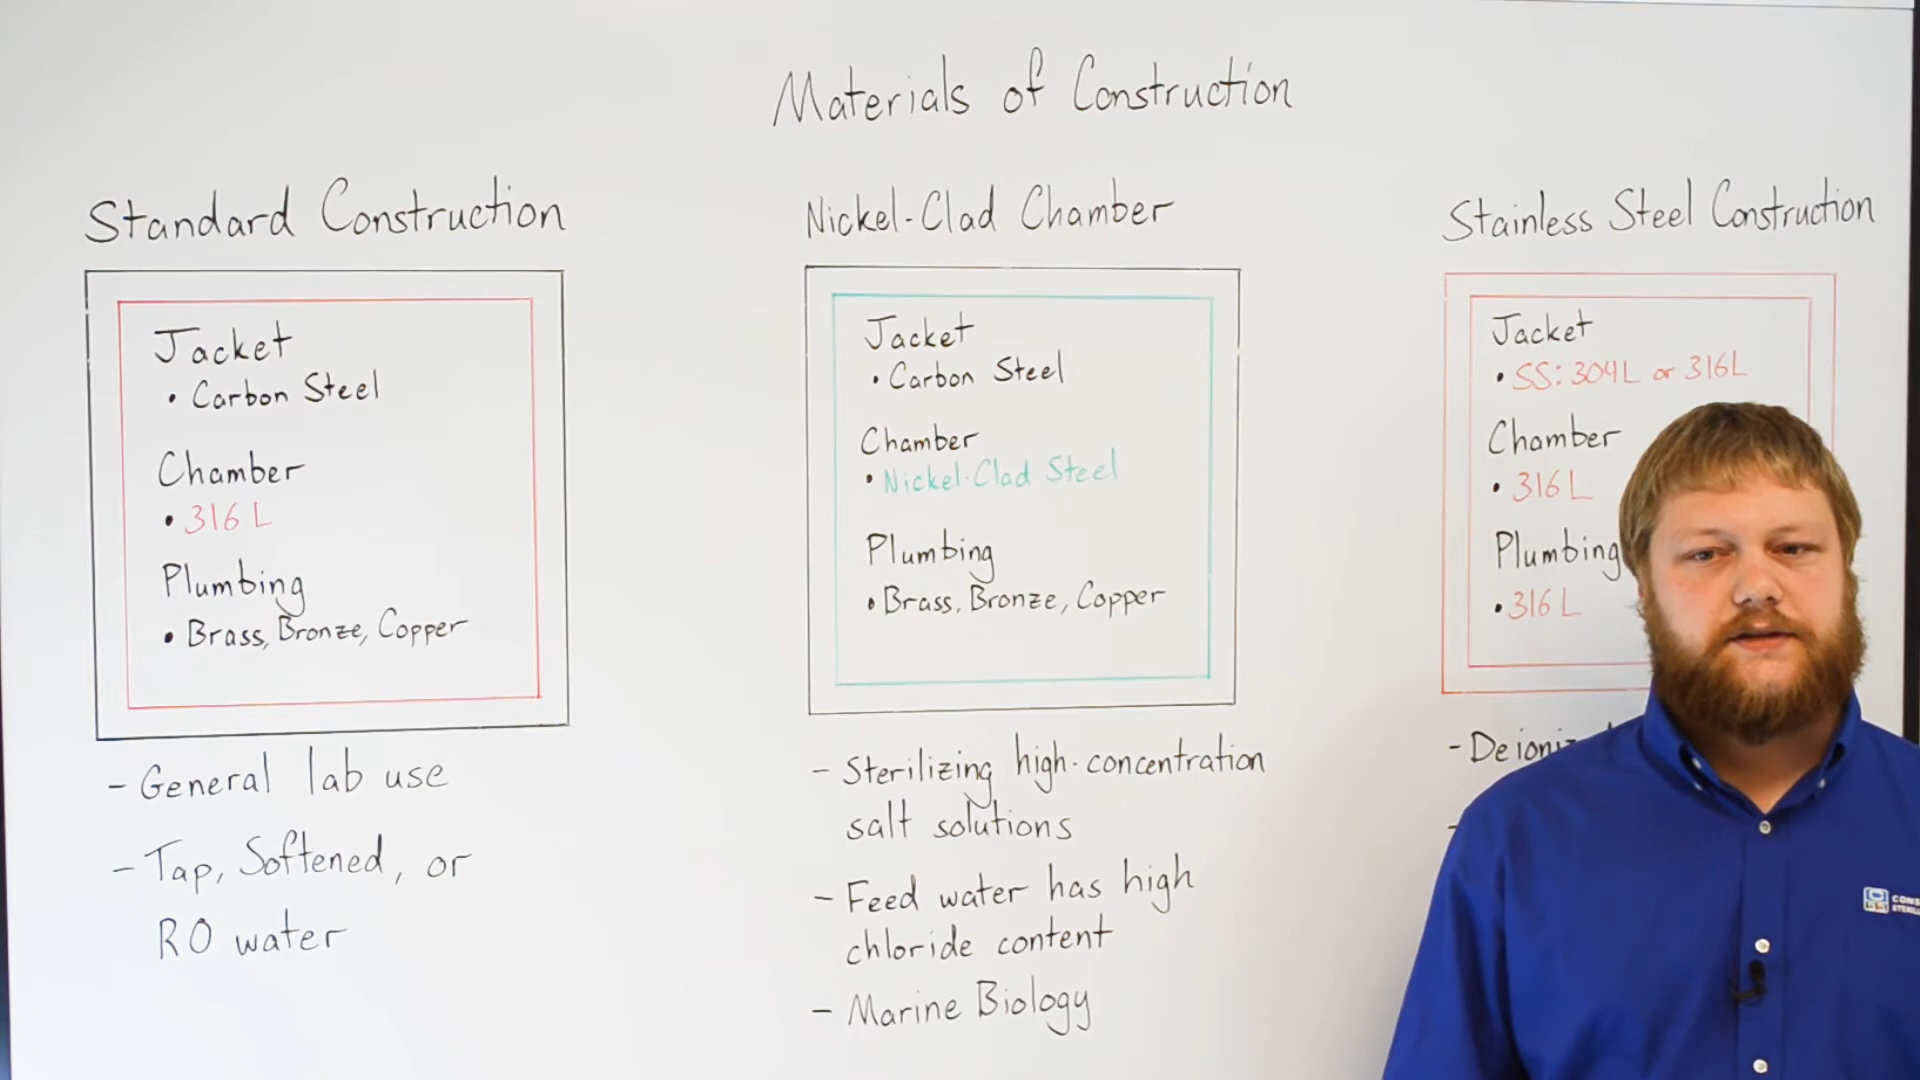 Materials of Construction
Standard Construction
Jacket
• Carbon Steel
Chamber
• 316 L
Plumbing
• Brass, Bronze, Copper
- General lab use
- Tap, Softened, or
RO water
Nickel-Clad Chamber
Jacket
• Carbon Steel
Chamber
• Nickel-Clad Steel
Plumbing
• Brass, Bronze, Copper
- Sterilizing high-concentration
salt solutions
- Feed water has high
chloride content
- Marine Biology
Stainless Steel Construction
Jacket
• SS: 304L or 316L
Chamber
• 316 L
Plumbing
• 316 L
-